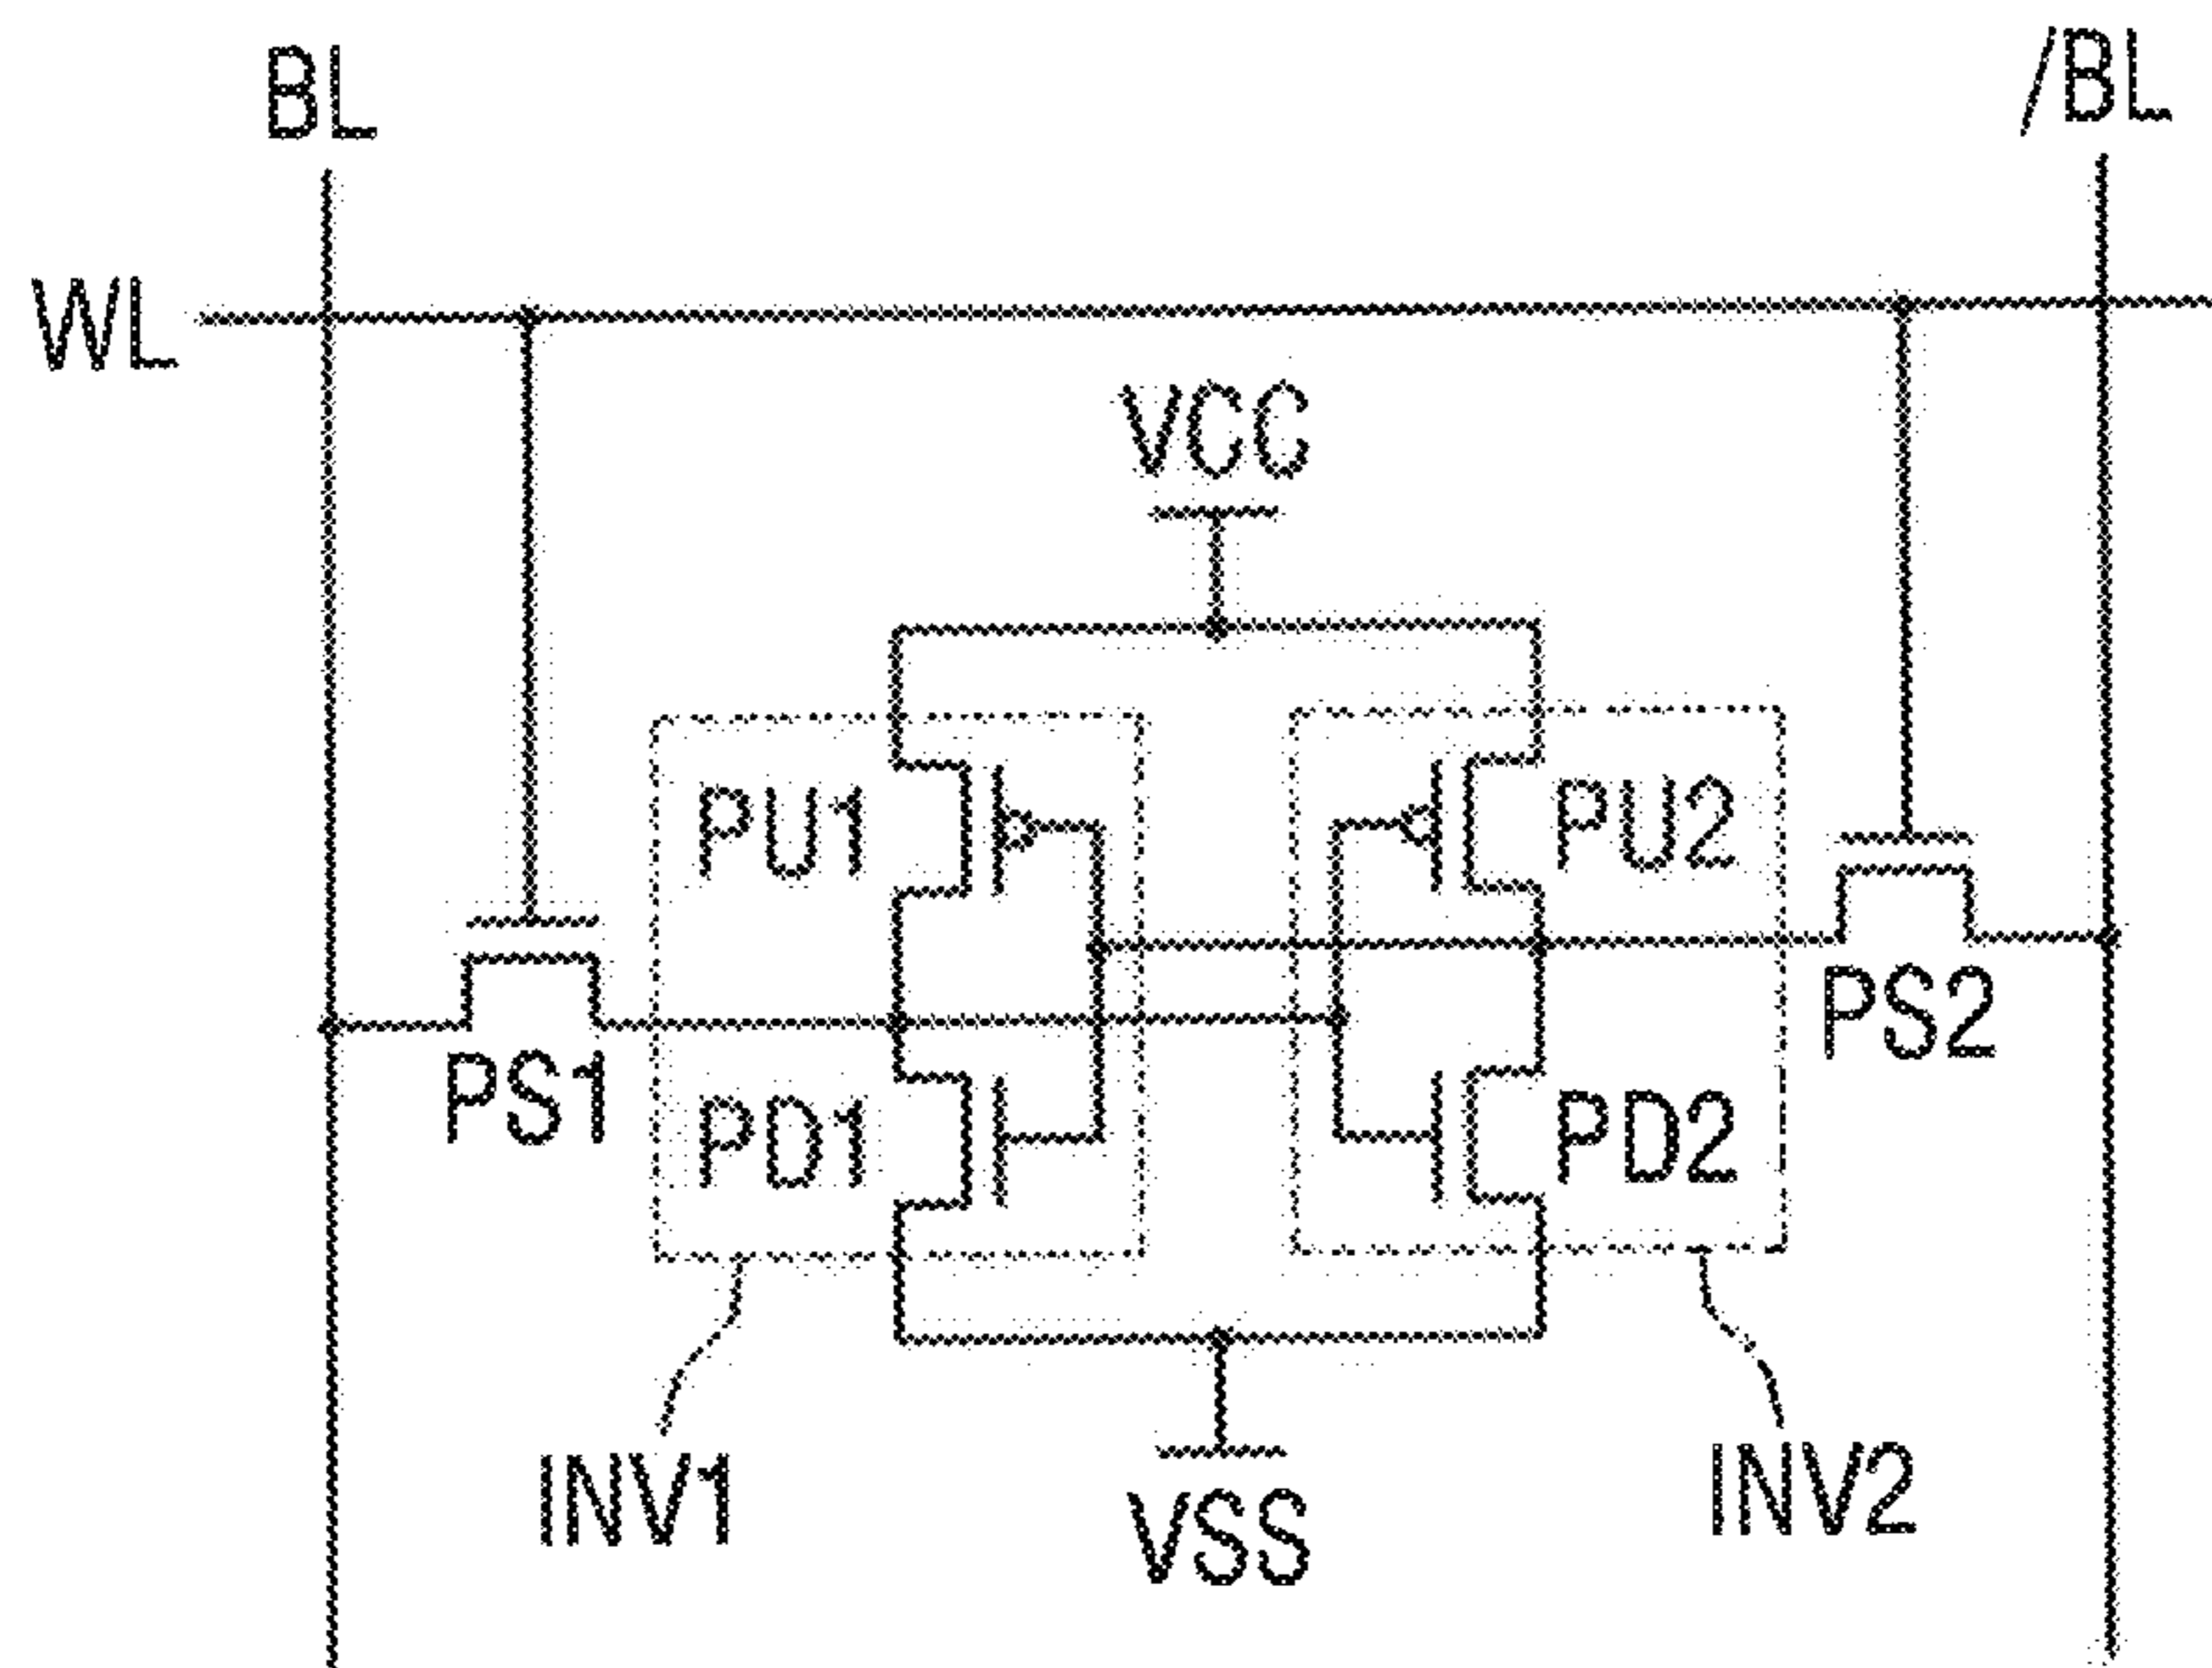 BL
/BL
WL
VCC
PU1
PU2
PS1
PS2
PD1
PD2
INV1
INV2
VSS